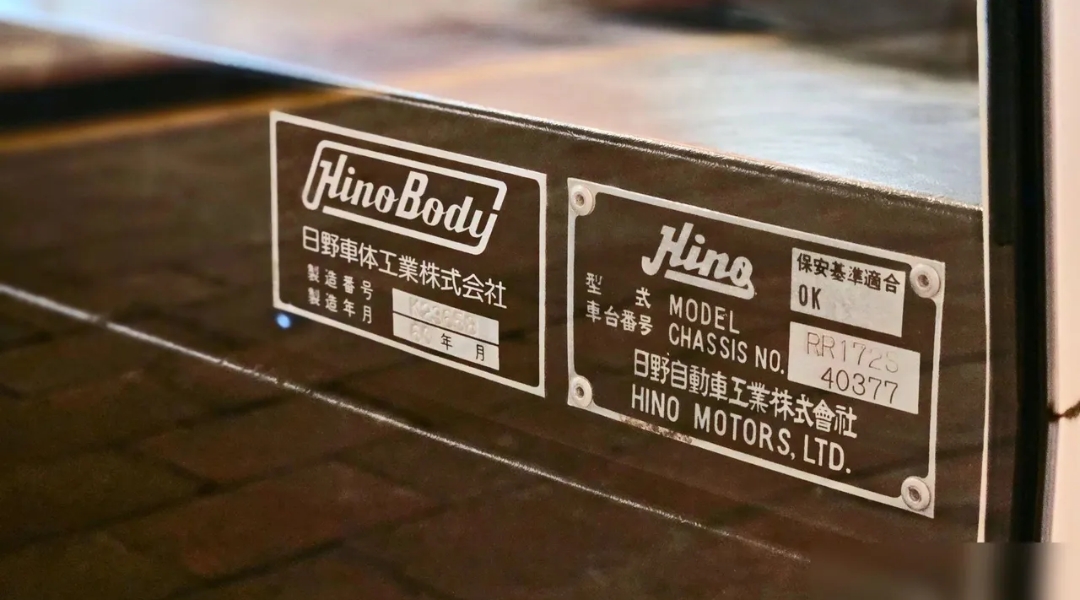 HinoBody
日野車体工業株式会社
製造番号
製造年月 年 月
Hino
保安基準適合
OK
型 式 MODEL RR172S
車台番号 CHASSIS NO. 40377
日野自動車工業株式會社
HINO MOTORS, LTD.